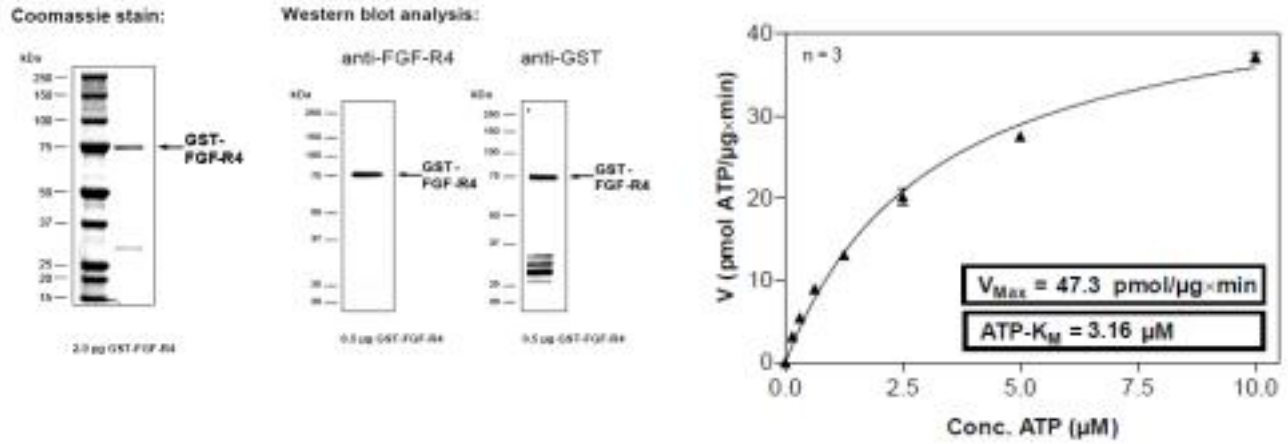 Coomassie stain:
Western blot analysis:
anti-FGF-R4
anti-GST
kDa
250
150
100
75
50
37
25
20
15
GST-
FGF-R4
2.0 µg GST-FGF-R4
kDa
75
GST-
FGF-R4
0.5 µg GST-FGF-R4
kDa
75
GST-
FGF-R4
0.5 µg GST-FGF-R4
n = 3
V (pmol ATP/µg×min)
40
30
20
10
0
0.0
2.5
5.0
7.5
10.0
Conc. ATP (µM)
VMax = 47.3 pmol/µg×min
ATP-KM = 3.16 µM